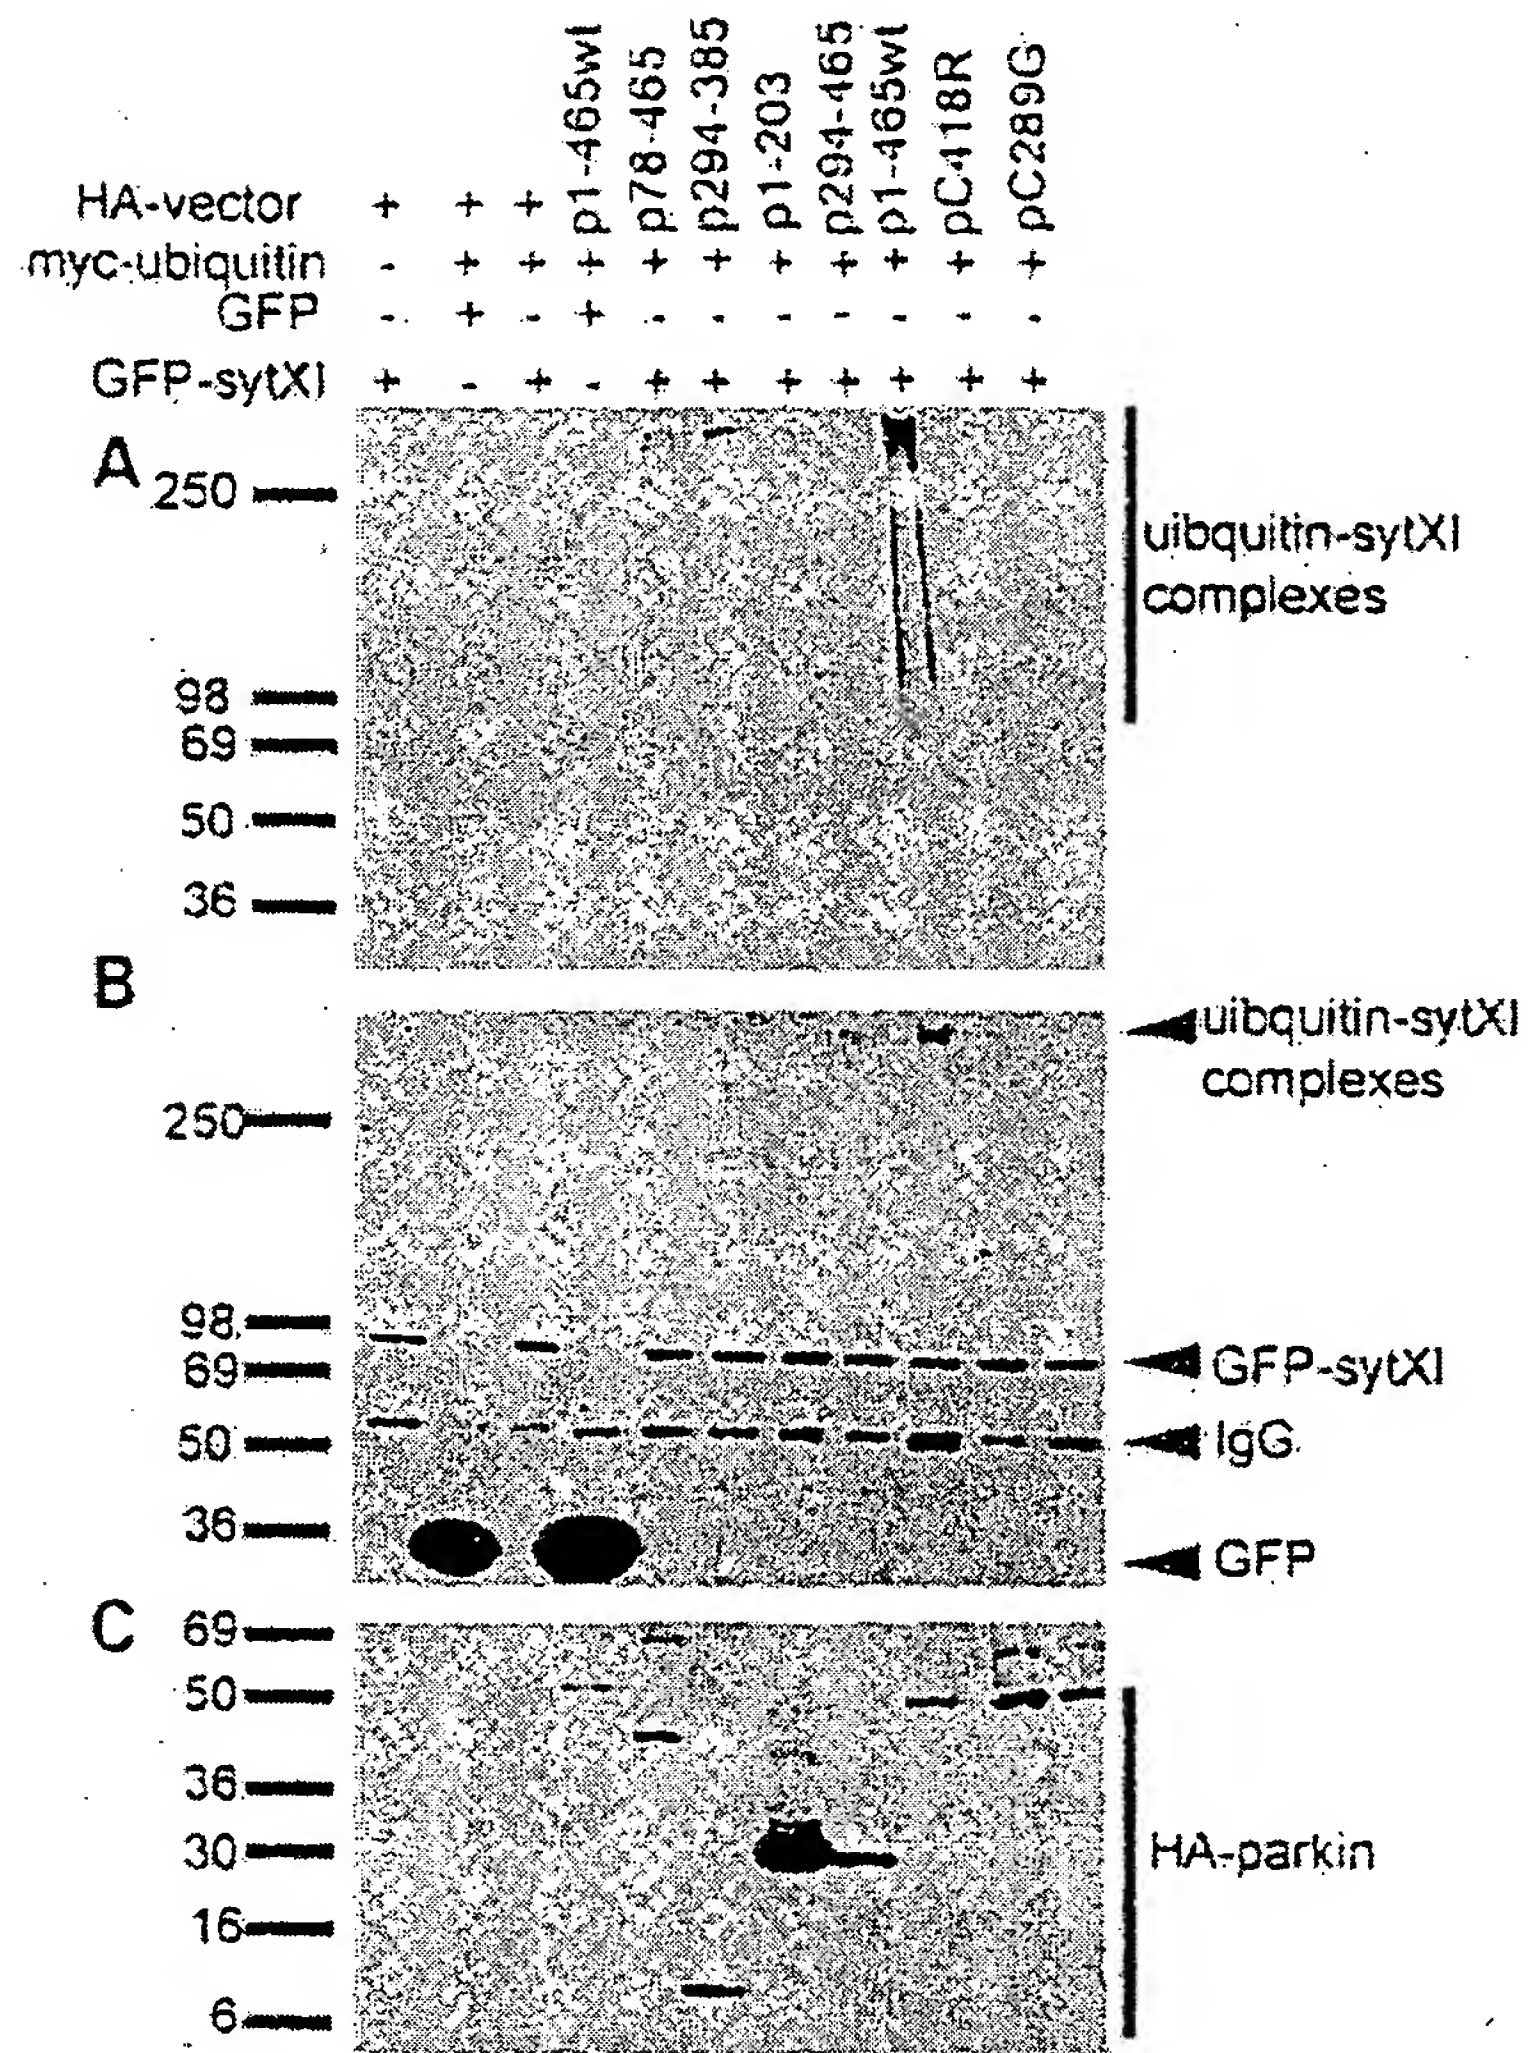 p1-465wt
p78-465
p294-385
p1-203
p294-465
p1-465wt
pC418R
pC289G
HA-vector + + +
myc-ubiquitin - + + + + + + + + + +
GFP - + - + - - - - - - -
GFP-sytXI + - + - + + + + + + +
A
250
98
69
50
36
uibquitin-sytXI
complexes
B
uibquitin-sytXI
complexes
250
98
69
50
36
GFP-sytXI
IgG
GFP
C
69
50
36
30
16
6
HA-parkin